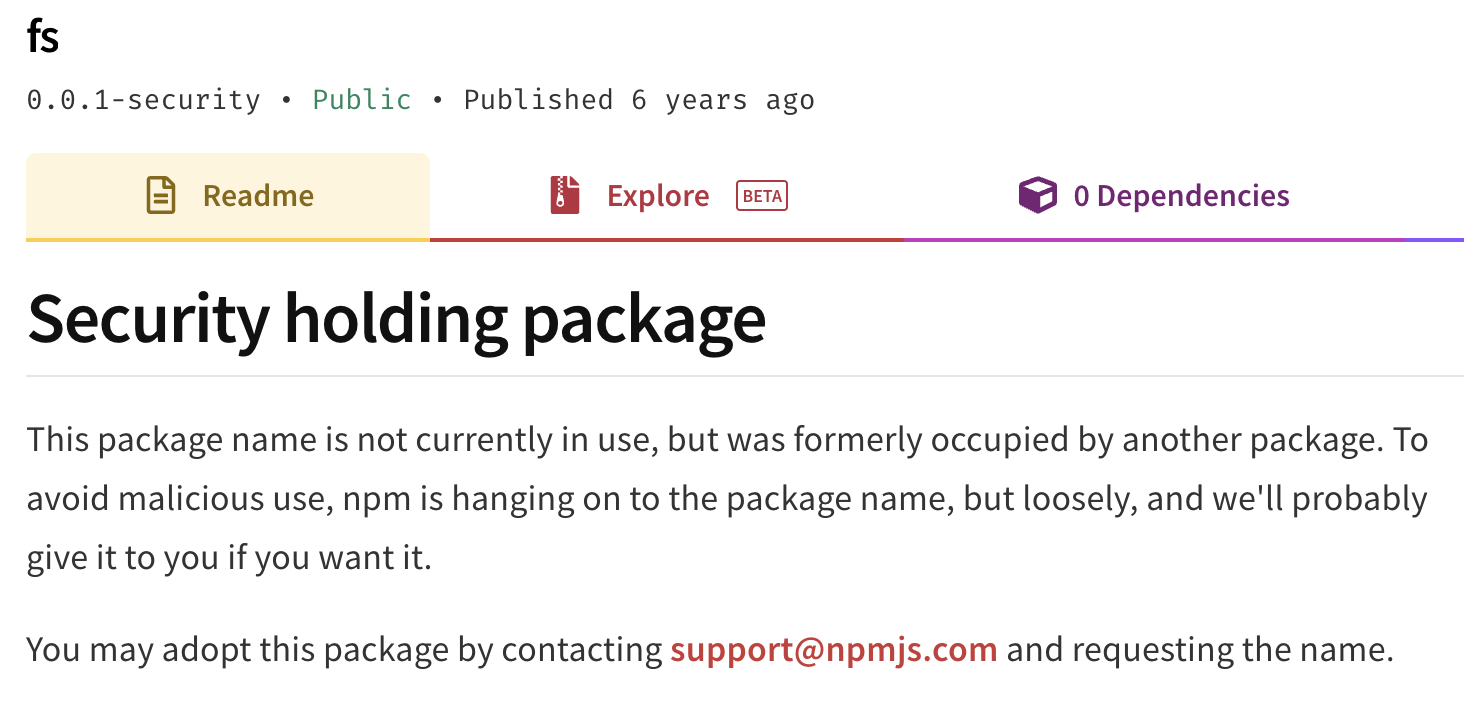 fs
0.0.1-security • Public • Published 6 years ago
Readme Explore BETA 0 Dependencies
Security holding package
This package name is not currently in use, but was formerly occupied by another package. To
avoid malicious use, npm is hanging on to the package name, but loosely, and we'll probably
give it to you if you want it.
You may adopt this package by contacting support@npmjs.com and requesting the name.